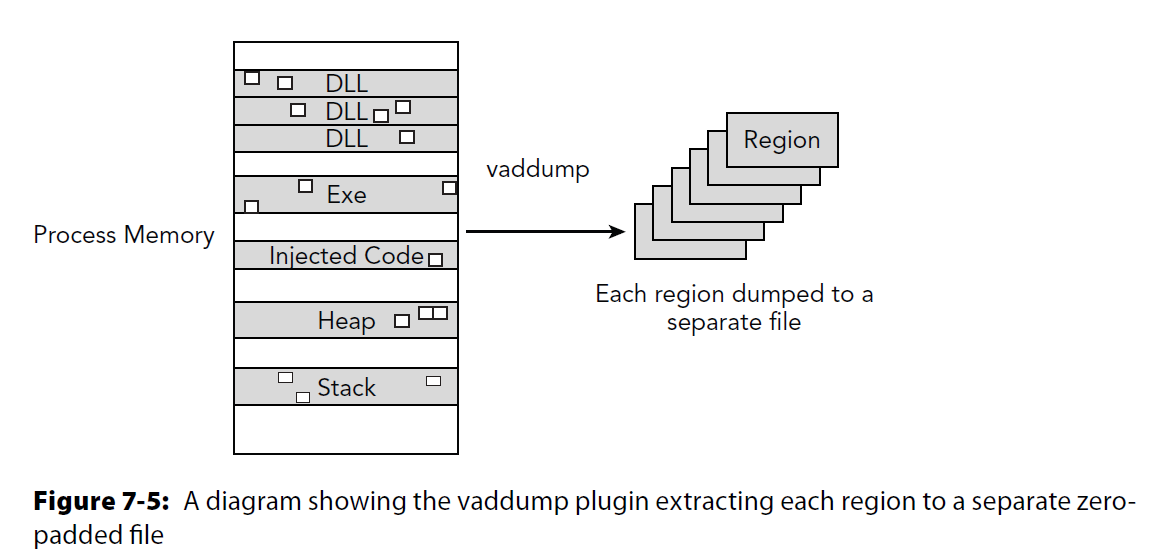 DLL
DLL
DLL
Exe
Process Memory
Injected Code
Heap
Stack
vaddump
Region
Each region dumped to a
separate file
Figure 7-5: A diagram showing the vaddump plugin extracting each region to a separate zero-
padded file